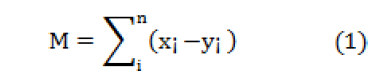 M = ∑ᵢⁿ(xᵢ−yᵢ) (1)